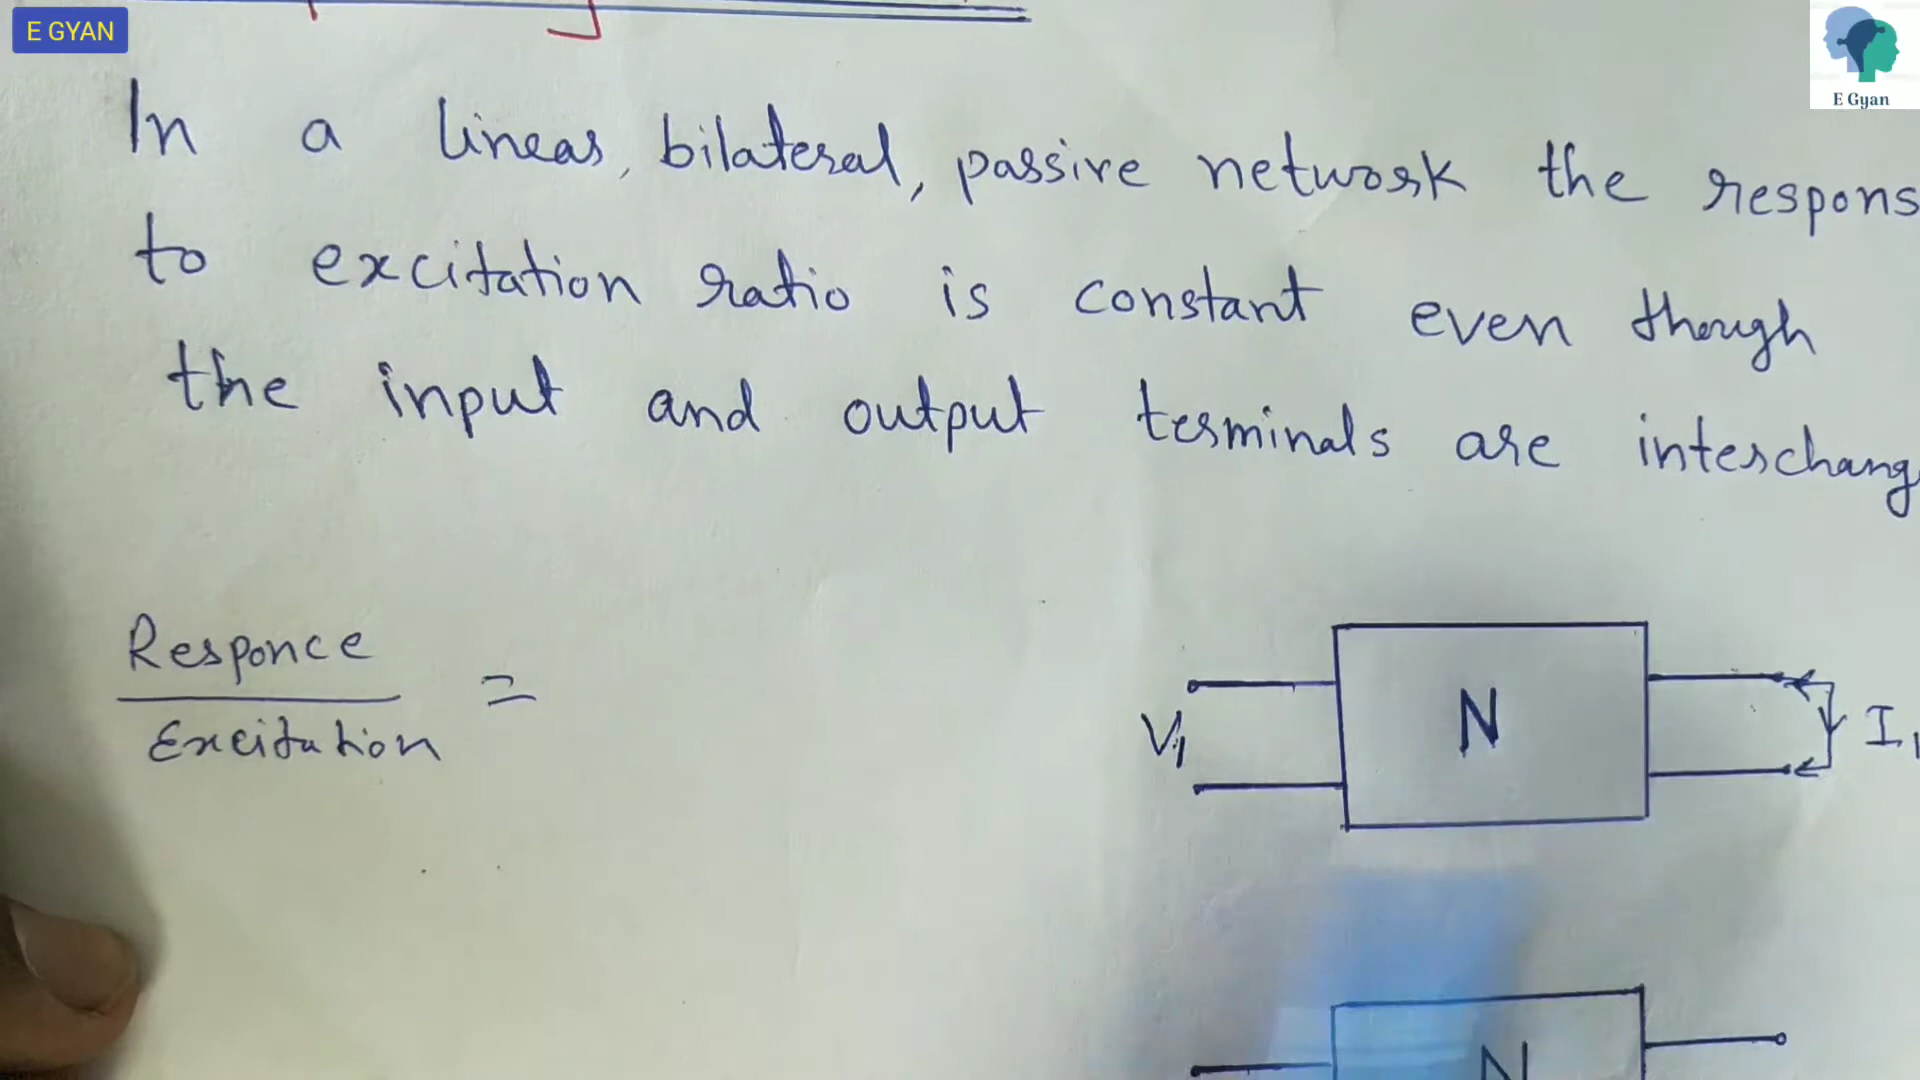 E GYAN
E Gyan
In a linear, bilateral, passive network the respons
to excitation ratio is constant even though
the input and output terminals are interchang
Responce
Excitation
=
V1
N
I1
N